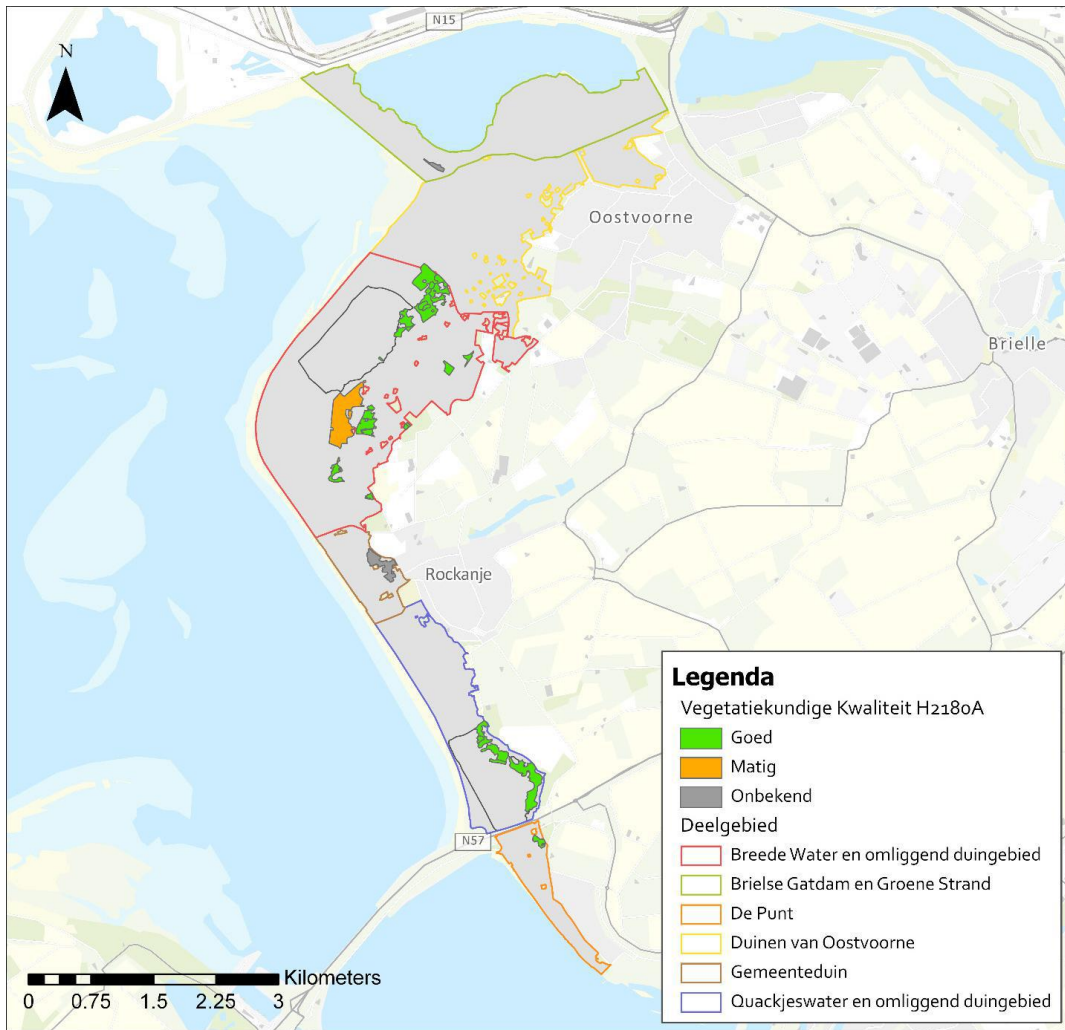 N15
N
Oostvoorne
Brielle
Rockanje
N57
Legenda
Vegetatiekundige Kwaliteit H2180A
Goed
Matig
Onbekend
Deelgebied
Breede Water en omliggend duingebied
Brielse Gatdam en Groene Strand
De Punt
Duinen van Oostvoorne
Gemeenteduin
Quackjeswater en omliggend duingebied
Kilometers
0 0.75 1.5 2.25 3